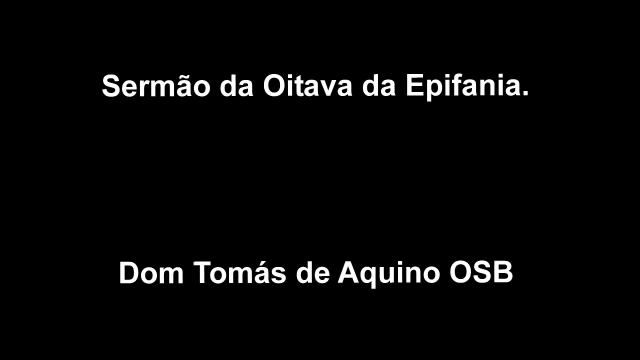 Sermão da Oitava da Epifania.
Dom Tomás de Aquino OSB